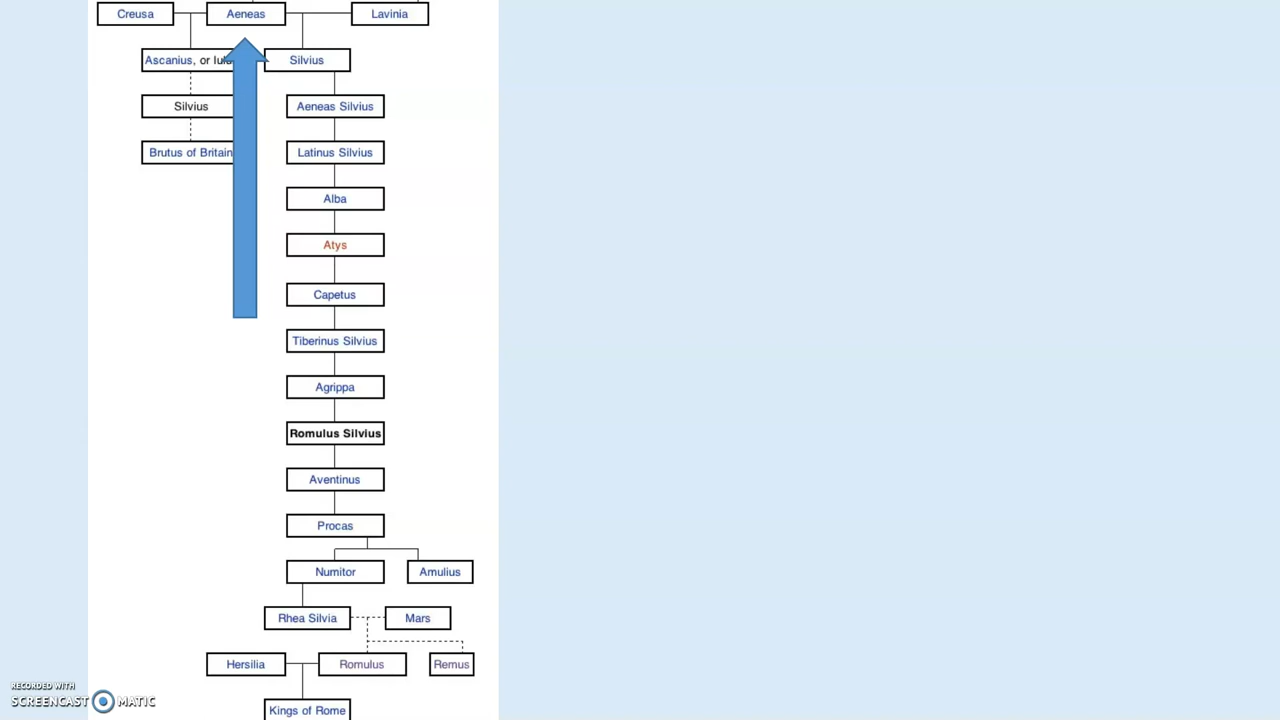 Creusa
Aeneas
Lavinia
Ascanius, or Iulu
Silvius
Silvius
Aeneas Silvius
Brutus of Britain
Latinus Silvius
Alba
Atys
Capetus
Tiberinus Silvius
Agrippa
Romulus Silvius
Aventinus
Procas
Numitor
Amulius
Rhea Silvia
Mars
Hersilia
Romulus
Remus
Kings of Rome
RECORDED WITH
SCREENCAST MATIC